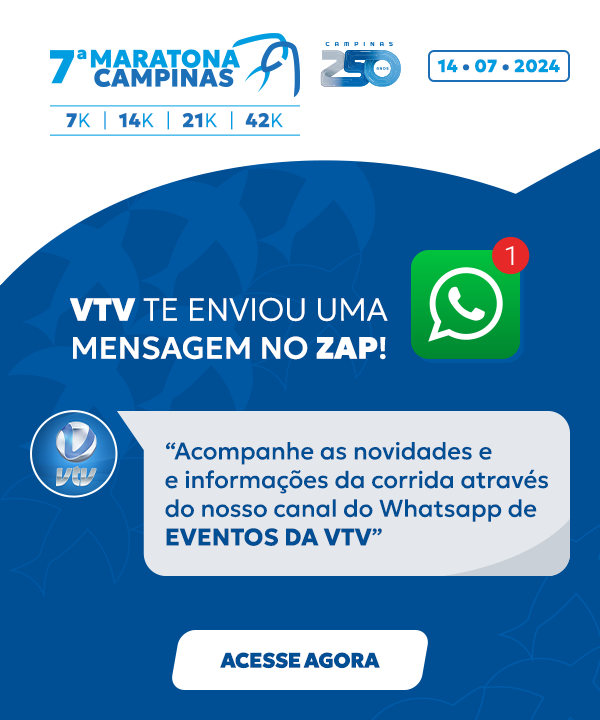 7ª MARATONA
CAMPINAS
CAMPINAS
250
ANOS
14 • 07 • 2024
7K | 14K | 21K | 42K
1
VTV TE ENVIOU UMA
MENSAGEM NO ZAP!
vtv
“Acompanhe as novidades e
e informações da corrida através
do nosso canal do Whatsapp de
EVENTOS DA VTV”
ACESSE AGORA